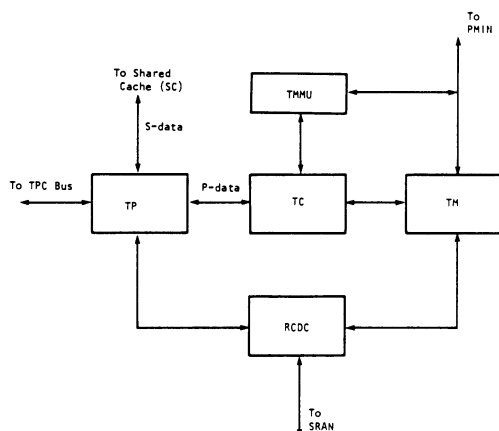 To
PMIN
To Shared
Cache (SC)
TMMU
S-data
To TPC Bus
P-data
TP
TC
TM
RCDC
To
SRAN